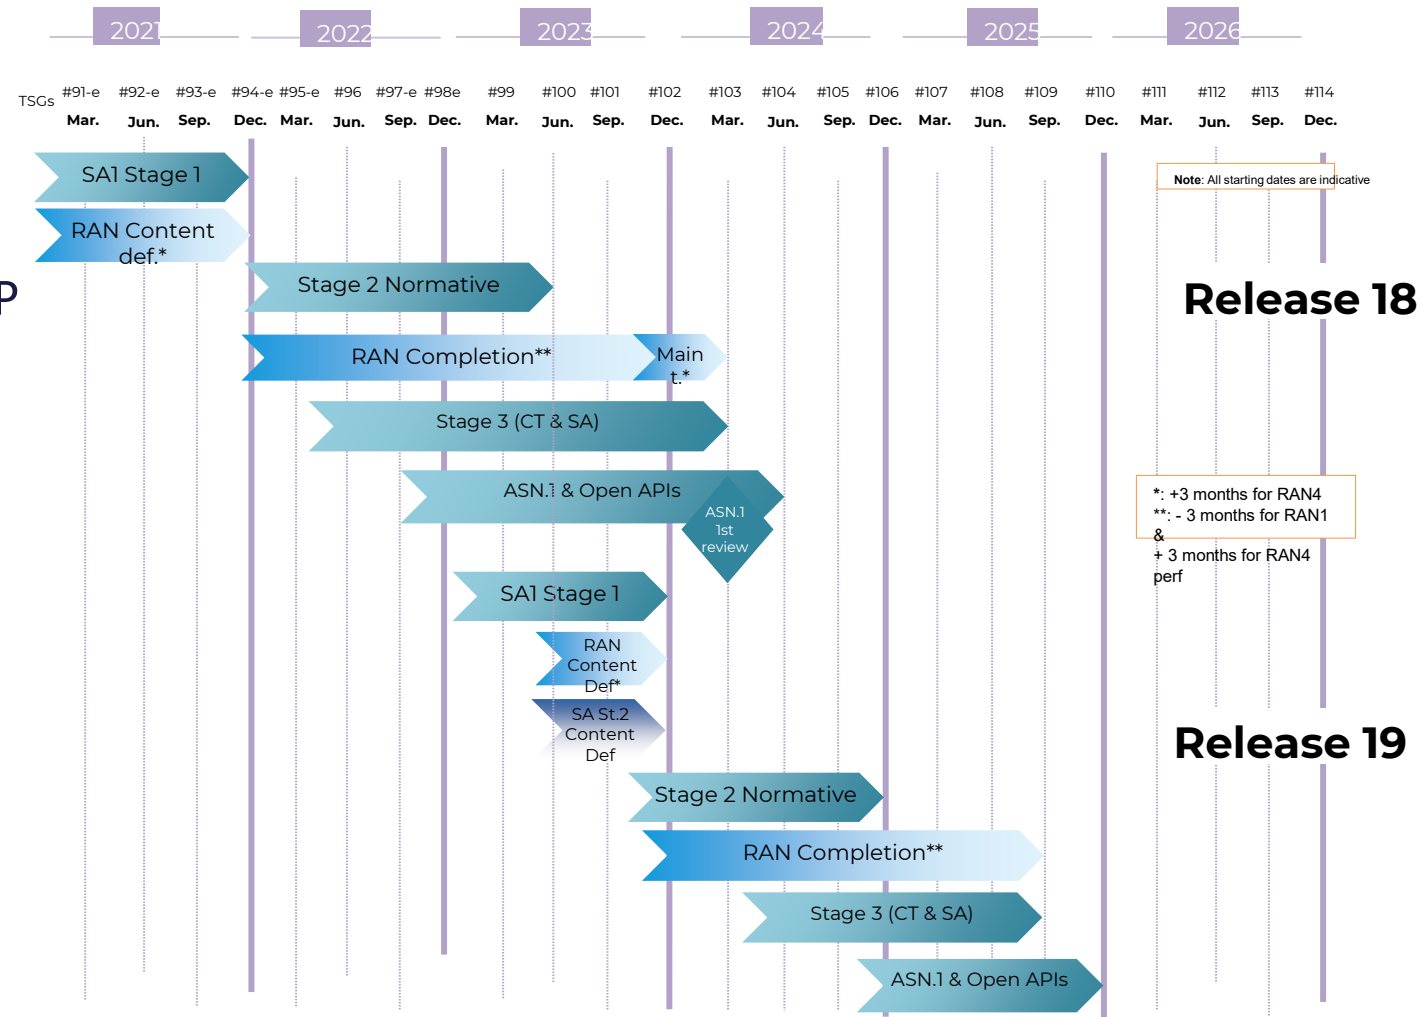 2021 2022 2023 2024 2025 2026
TSGs #91-e #92-e #93-e #94-e #95-e #96 #97-e #98e #99 #100 #101 #102 #103 #104 #105 #106 #107 #108 #109 #110 #111 #112 #113 #114
Mar. Jun. Sep. Dec. Mar. Jun. Sep. Dec. Mar. Jun. Sep. Dec. Mar. Jun. Sep. Dec. Mar. Jun. Sep. Dec. Mar. Jun. Sep. Dec.
SA1 Stage 1
Note: All starting dates are indicative
RAN Content
def.*
Stage 2 Normative
P
Release 18
RAN Completion**
Main
t.*
Stage 3 (CT & SA)
ASN.1 & Open APIs
ASN.1
1st
review
*: +3 months for RAN4
**: - 3 months for RAN1
&
+ 3 months for RAN4
perf
SA1 Stage 1
RAN
Content
Def*
SA St.2
Content
Def
Release 19
Stage 2 Normative
RAN Completion**
Stage 3 (CT & SA)
ASN.1 & Open APIs